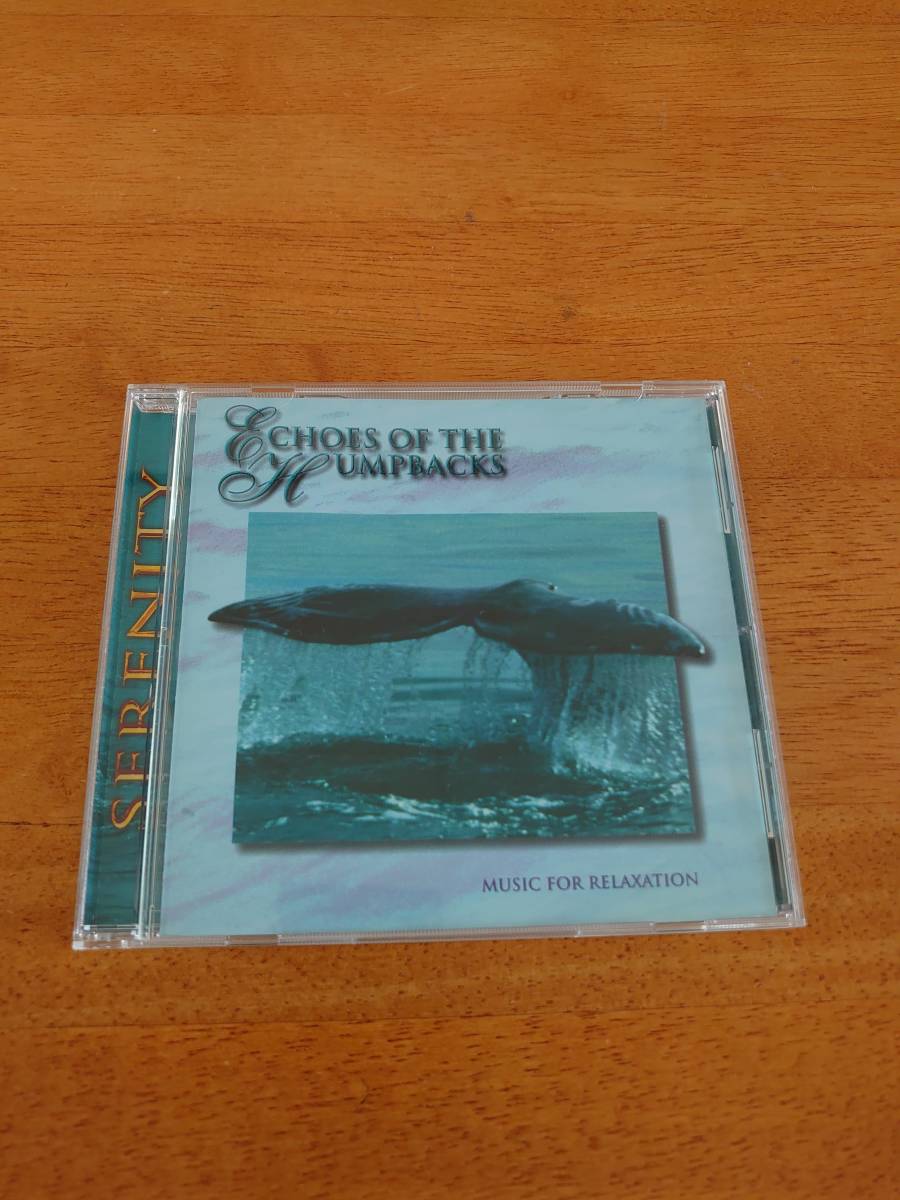 ECHOES OF THE
HUMPBACKS
SERENITY
MUSIC FOR RELAXATION